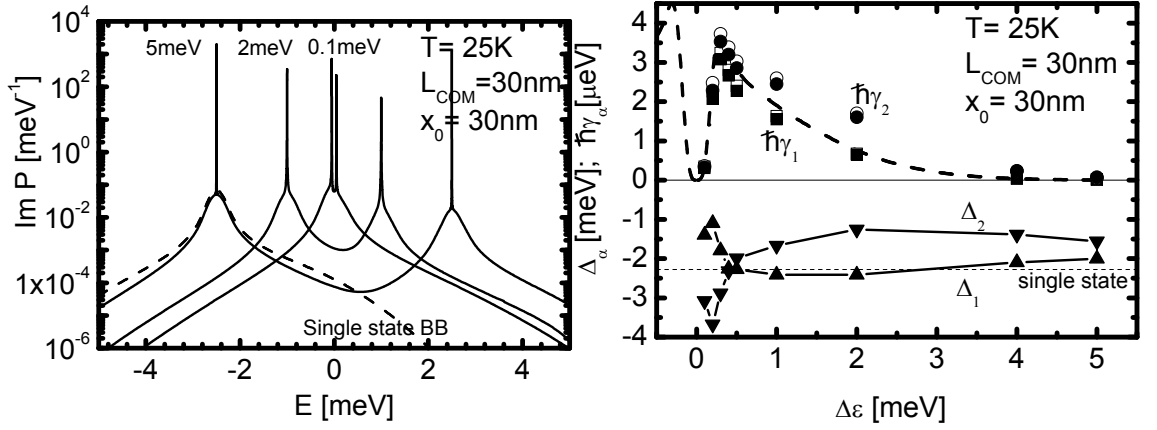 10^4
10^2
10^0
10^-2
1x10^-4
10^-6
Im P [meV^-1]
5meV
2meV
0.1meV
T= 25K
L_COM=30nm
x_0= 30nm
Single state BB
-4
-2
0
2
4
E [meV]
4
3
2
1
0
-1
-2
-3
-4
Δ_α [meV]; ħγ_α[μeV]
T= 25K
L_COM= 30nm
x_0= 30nm
ħγ_2
ħγ_1
Δ_2
single state
Δ_1
0
1
2
3
4
5
Δε [meV]